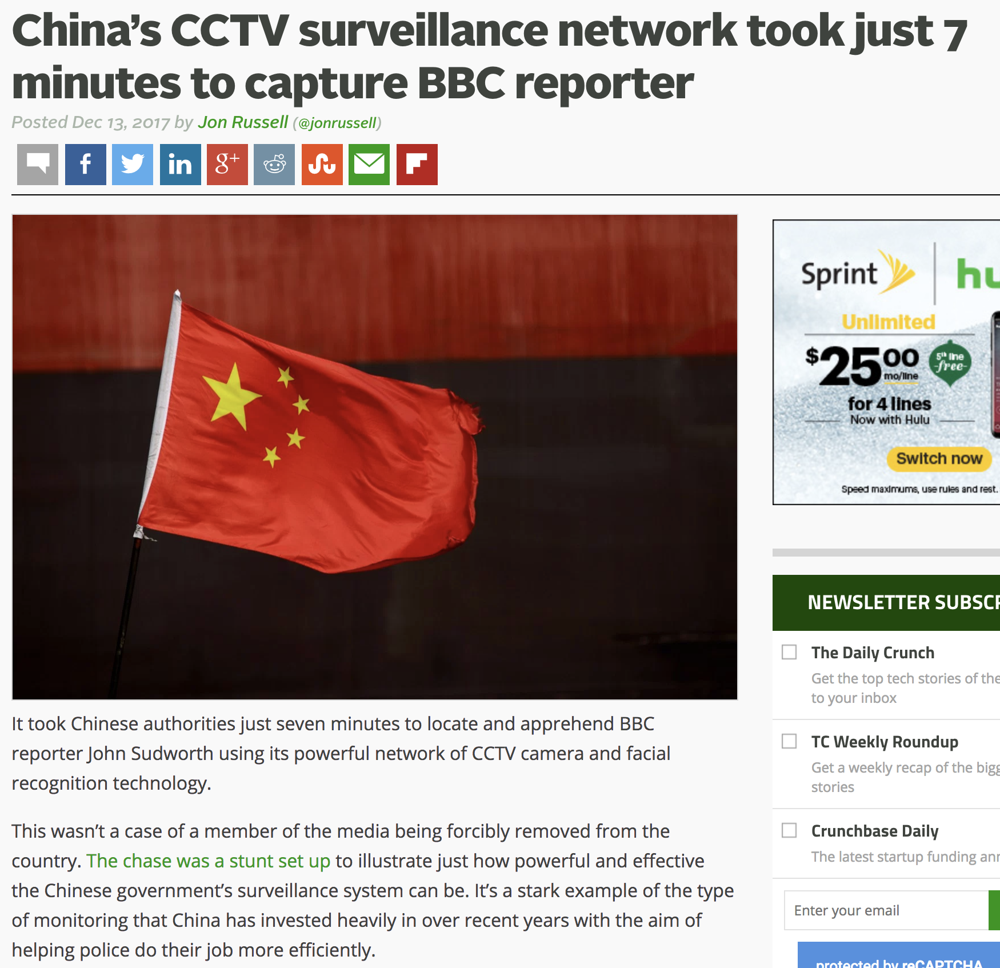 China’s CCTV surveillance network took just 7
minutes to capture BBC reporter
Posted Dec 13, 2017 by Jon Russell (@jonrussell)
f
in
g+
Sprint
hu
Unlimited
$2500
mo/line
5th line
-free-
for 4 lines
Now with Hulu
Switch now
Speed maximums, use rules and rest.
NEWSLETTER SUBSCR
The Daily Crunch
Get the top tech stories of the
to your inbox
TC Weekly Roundup
Get a weekly recap of the bigg
stories
Crunchbase Daily
The latest startup funding ann
Enter your email
protected by reCAPTCHA
It took Chinese authorities just seven minutes to locate and apprehend BBC
reporter John Sudworth using its powerful network of CCTV camera and facial
recognition technology.
This wasn’t a case of a member of the media being forcibly removed from the
country. The chase was a stunt set up to illustrate just how powerful and effective
the Chinese government’s surveillance system can be. It’s a stark example of the type
of monitoring that China has invested heavily in over recent years with the aim of
helping police do their job more efficiently.